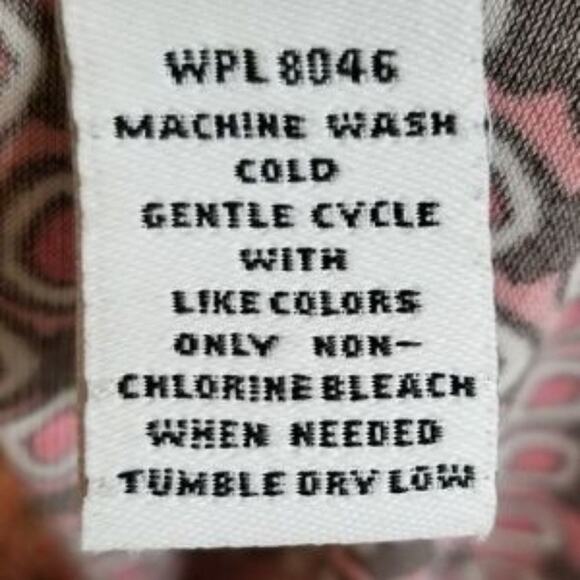 WPL 8046
MACHINE WASH
COLD
GENTLE CYCLE
WITH
LIKE COLORS
ONLY NON-
CHLORINE BLEACH
WHEN NEEDED
TUMBLE DRY LOW